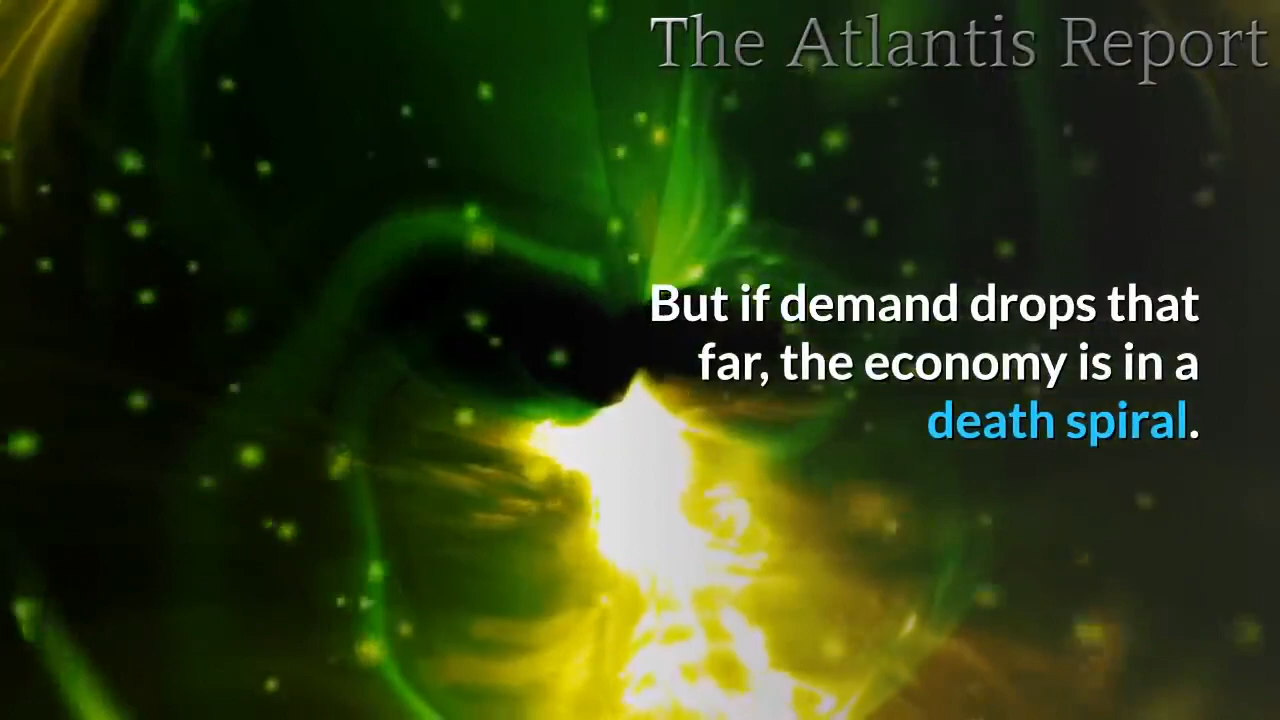 The Atlantis Report
But if demand drops that
far, the economy is in a
death spiral.